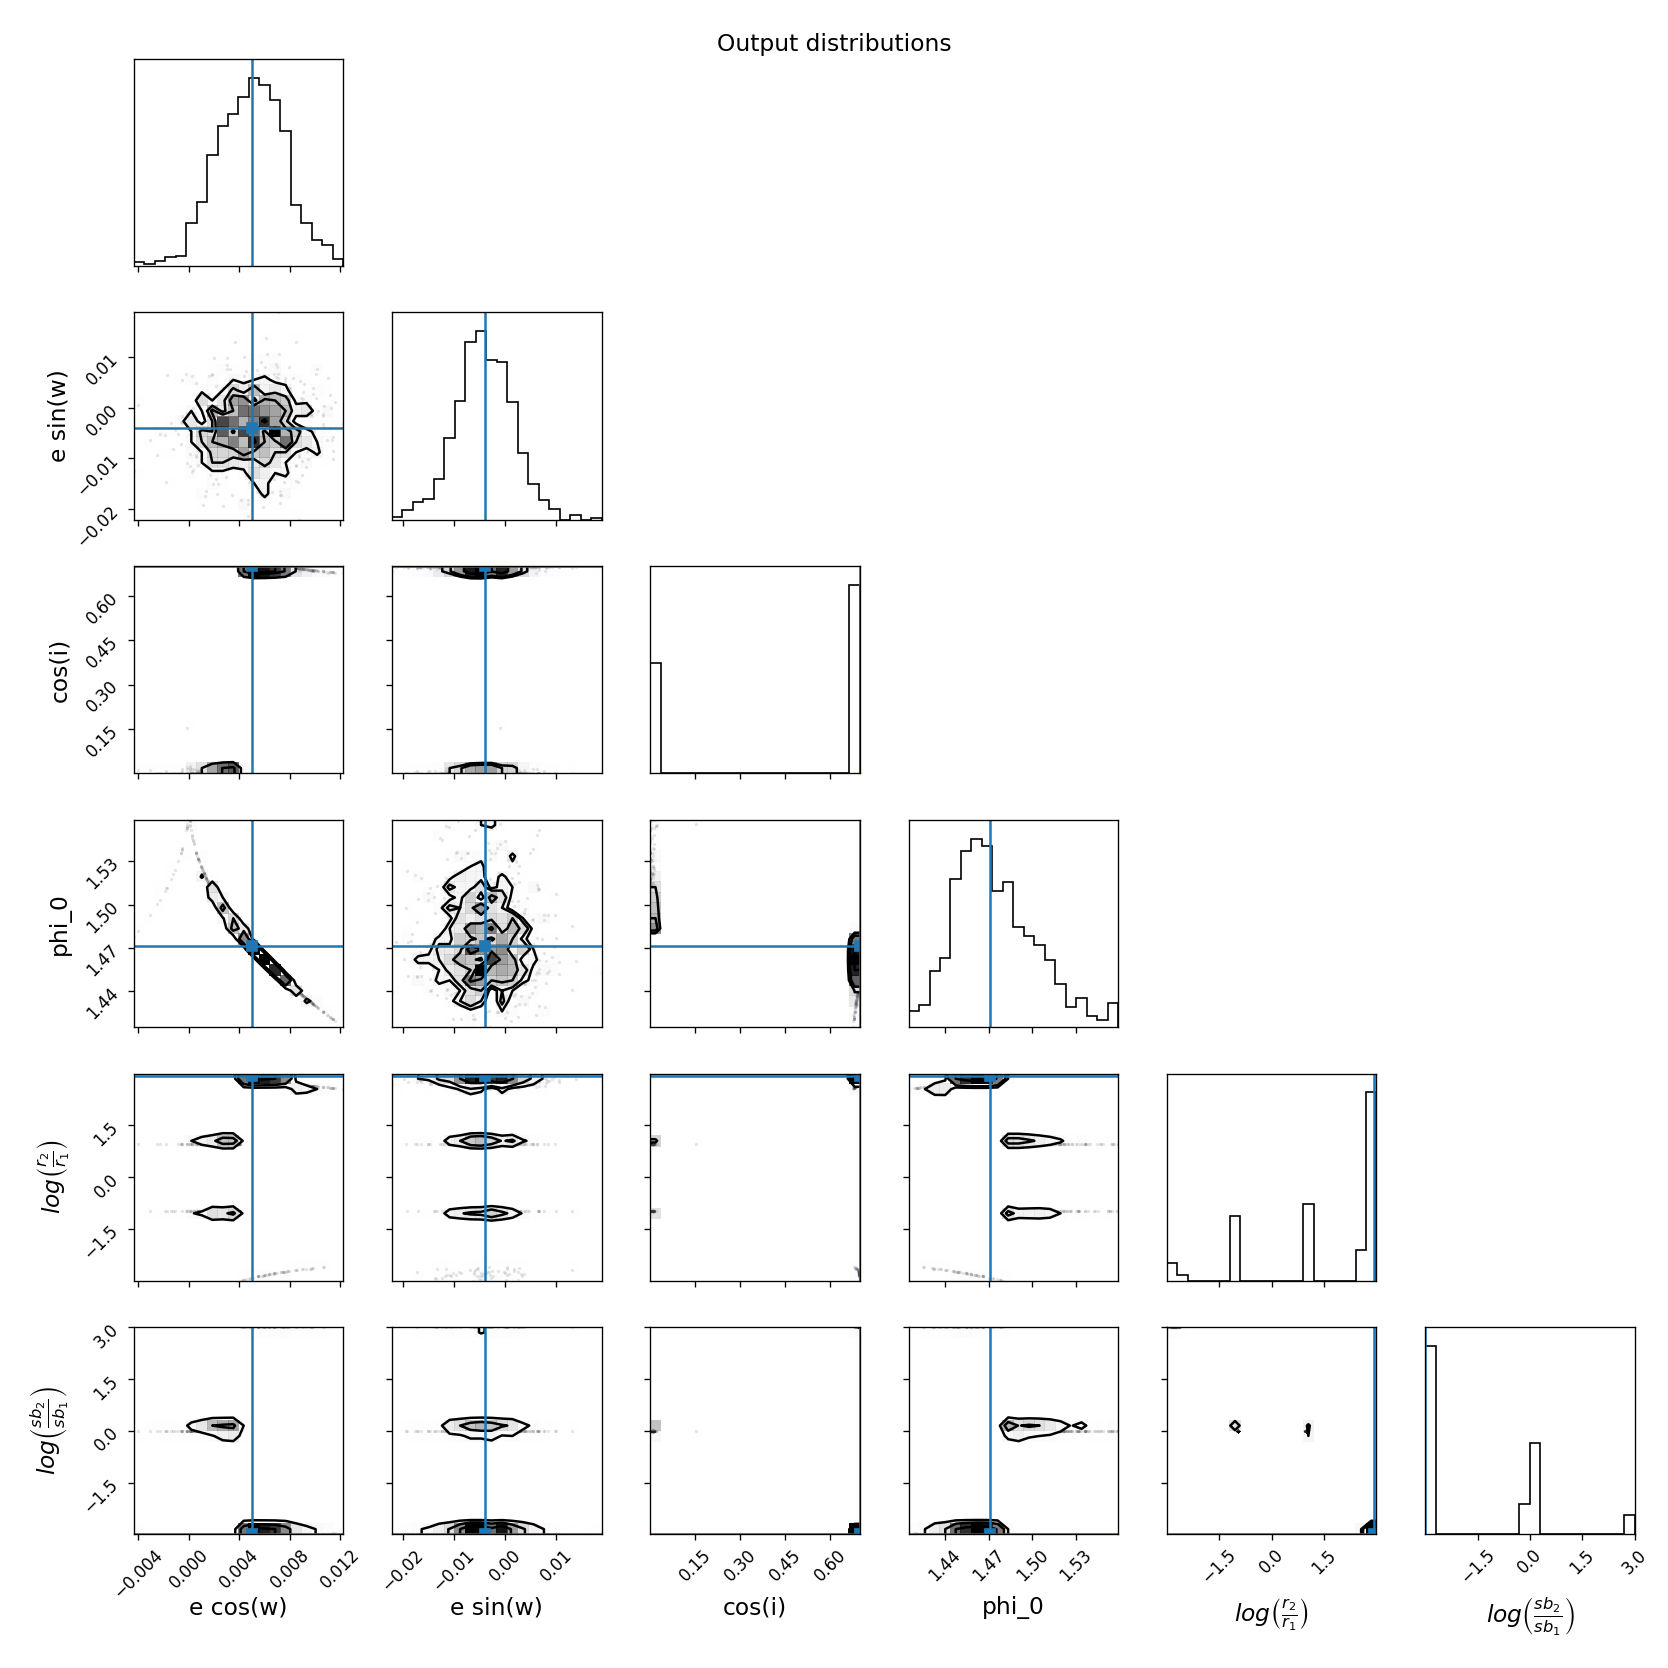 Output distributions
e sin(w)
0.01
0.00
−0.01
−0.02
cos(i)
0.60
0.45
0.30
0.15
phi_0
1.53
1.50
1.47
1.44
log(r₂/r₁)
1.5
0.0
−1.5
log(sb₂/sb₁)
3.0
1.5
0.0
−1.5
−0.004 0.000 0.004 0.008 0.012 −0.02 −0.01 0.00 0.01 0.15 0.30 0.45 0.60 1.44 1.47 1.50 1.53 −1.5 0.0 1.5 −1.5 0.0 1.5 3.0
e cos(w) e sin(w) cos(i) phi_0 log(r₂/r₁) log(sb₂/sb₁)